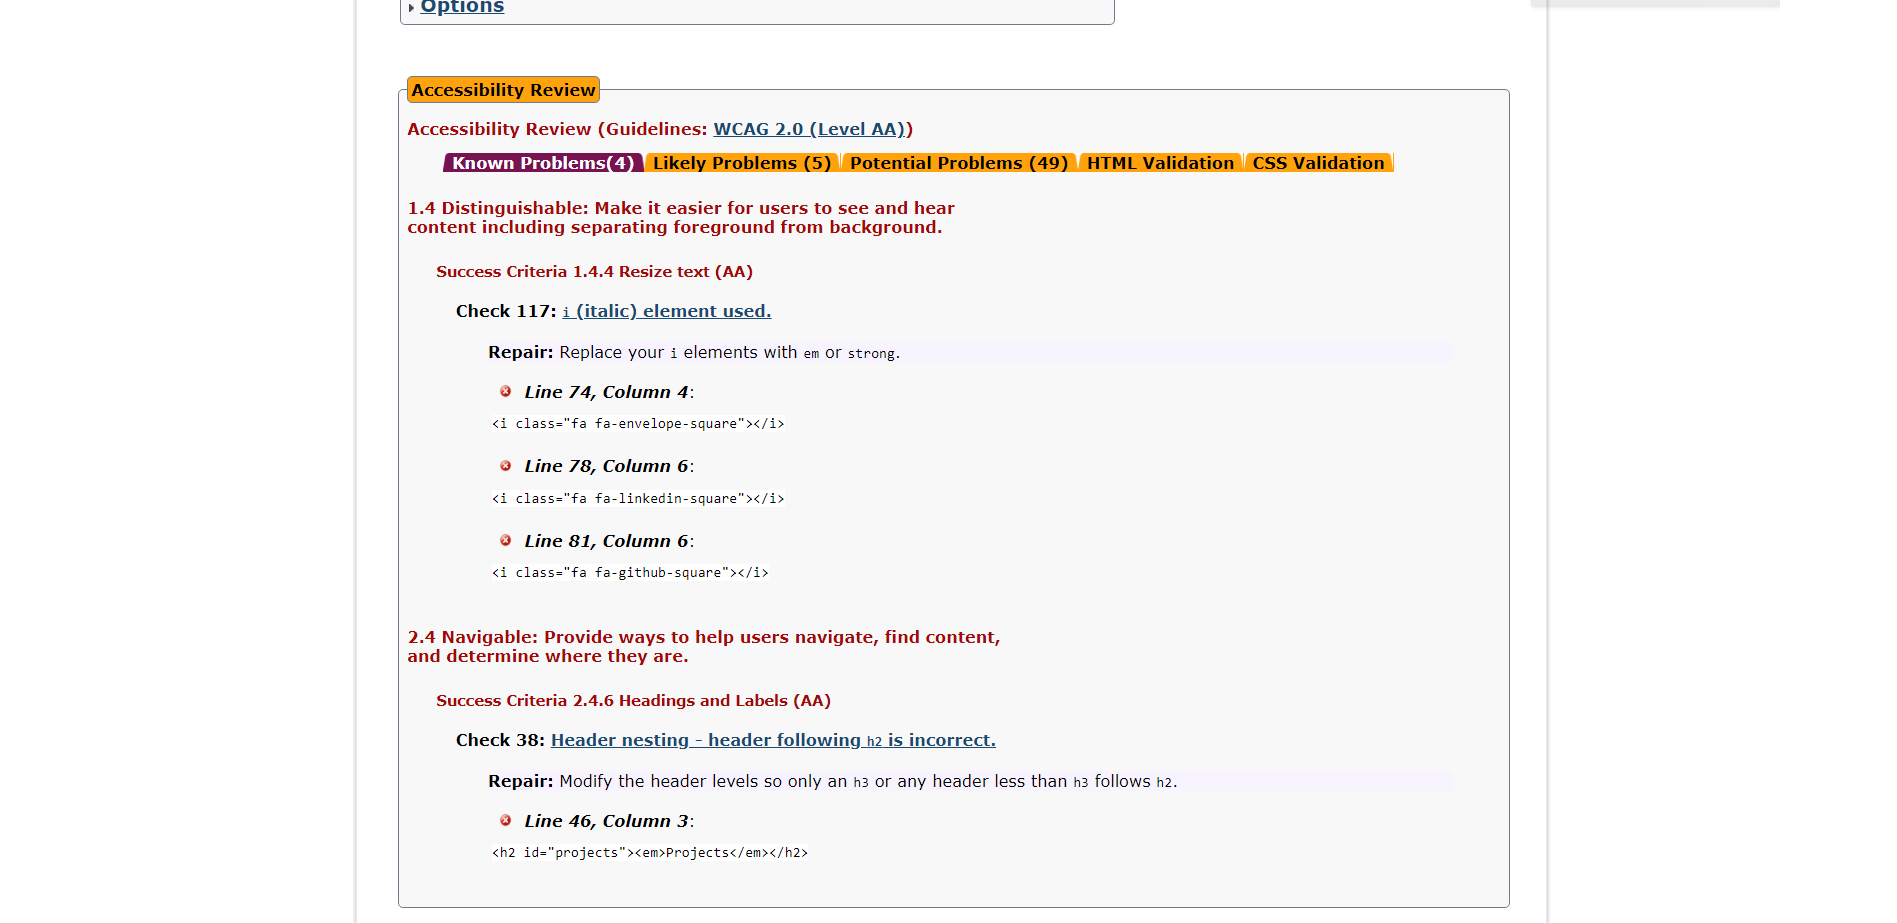 Options
Accessibility Review
Accessibility Review (Guidelines: WCAG 2.0 (Level AA))
Known Problems(4) Likely Problems (5) Potential Problems (49) HTML Validation CSS Validation
1.4 Distinguishable: Make it easier for users to see and hear
content including separating foreground from background.
Success Criteria 1.4.4 Resize text (AA)
Check 117: i (italic) element used.
Repair: Replace your i elements with em or strong.
Line 74, Column 4:
<i class="fa fa-envelope-square"></i>
Line 78, Column 6:
<i class="fa fa-linkedin-square"></i>
Line 81, Column 6:
<i class="fa fa-github-square"></i>
2.4 Navigable: Provide ways to help users navigate, find content,
and determine where they are.
Success Criteria 2.4.6 Headings and Labels (AA)
Check 38: Header nesting - header following h2 is incorrect.
Repair: Modify the header levels so only an h3 or any header less than h3 follows h2.
Line 46, Column 3:
<h2 id="projects"><em>Projects</em></h2>